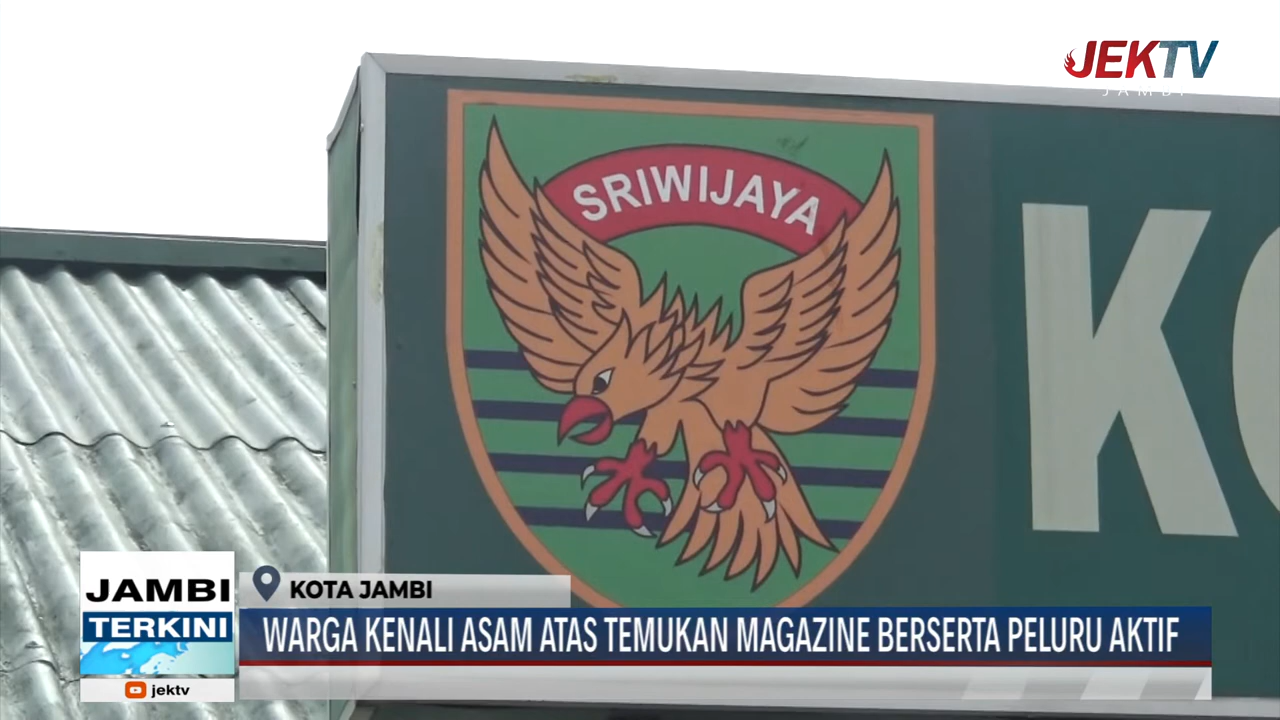 JEKTV
JAMBI
SRIWIJAYA
JAMBI
TERKINI
jektv
KOTA JAMBI
WARGA KENALI ASAM ATAS TEMUKAN MAGAZINE BERSERTA PELURU AKTIF